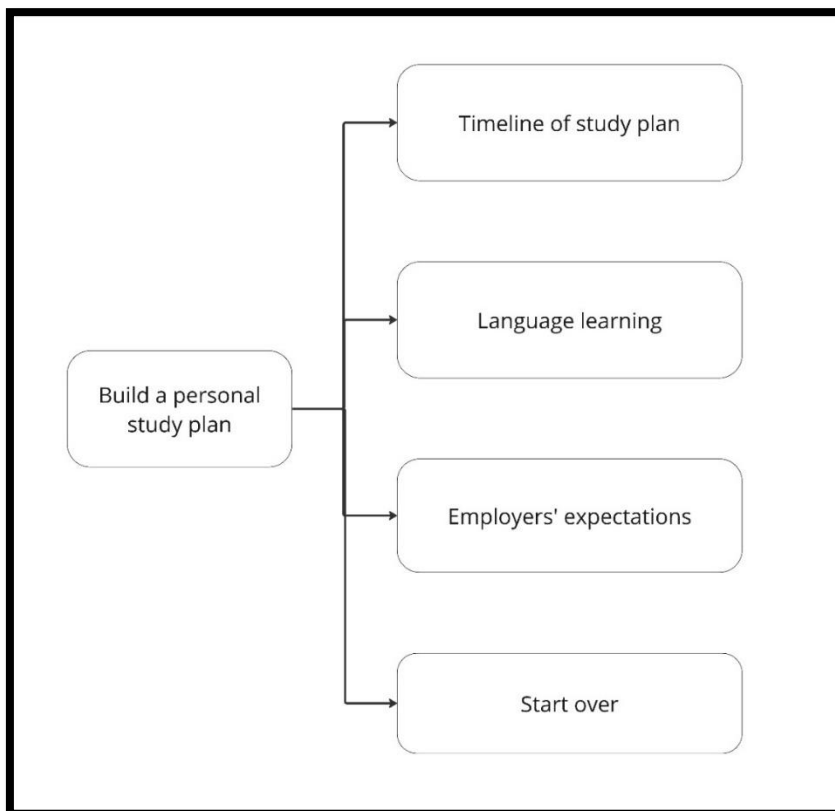 Timeline of study plan
Language learning
Build a personal
study plan
Employers' expectations
Start over